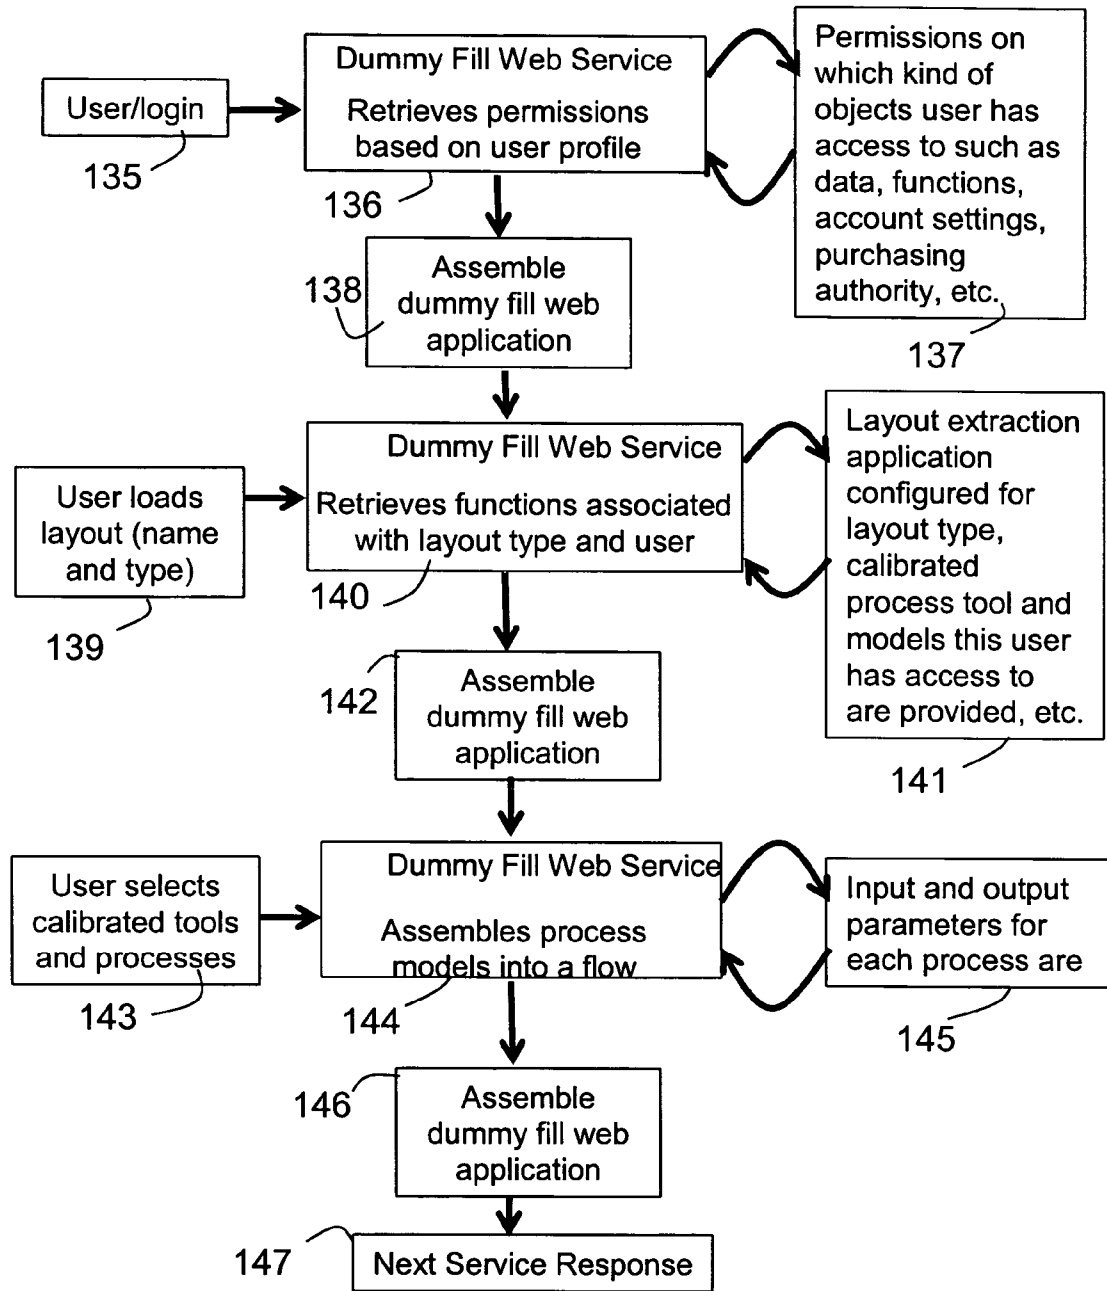 User/login
135
Dummy Fill Web Service
Retrieves permissions
based on user profile
136
Permissions on
which kind of
objects user has
access to such as
data, functions,
account settings,
purchasing
authority, etc.
137
Assemble
dummy fill web
application
138
User loads
layout (name
and type)
139
Dummy Fill Web Service
Retrieves functions associated
with layout type and user
140
Layout extraction
application
configured for
layout type,
calibrated
process tool and
models this user
has access to
are provided, etc.
141
Assemble
dummy fill web
application
142
User selects
calibrated tools
and processes
143
Dummy Fill Web Service
Assembles process
models into a flow
144
Input and output
parameters for
each process are
145
Assemble
dummy fill web
application
146
Next Service Response
147